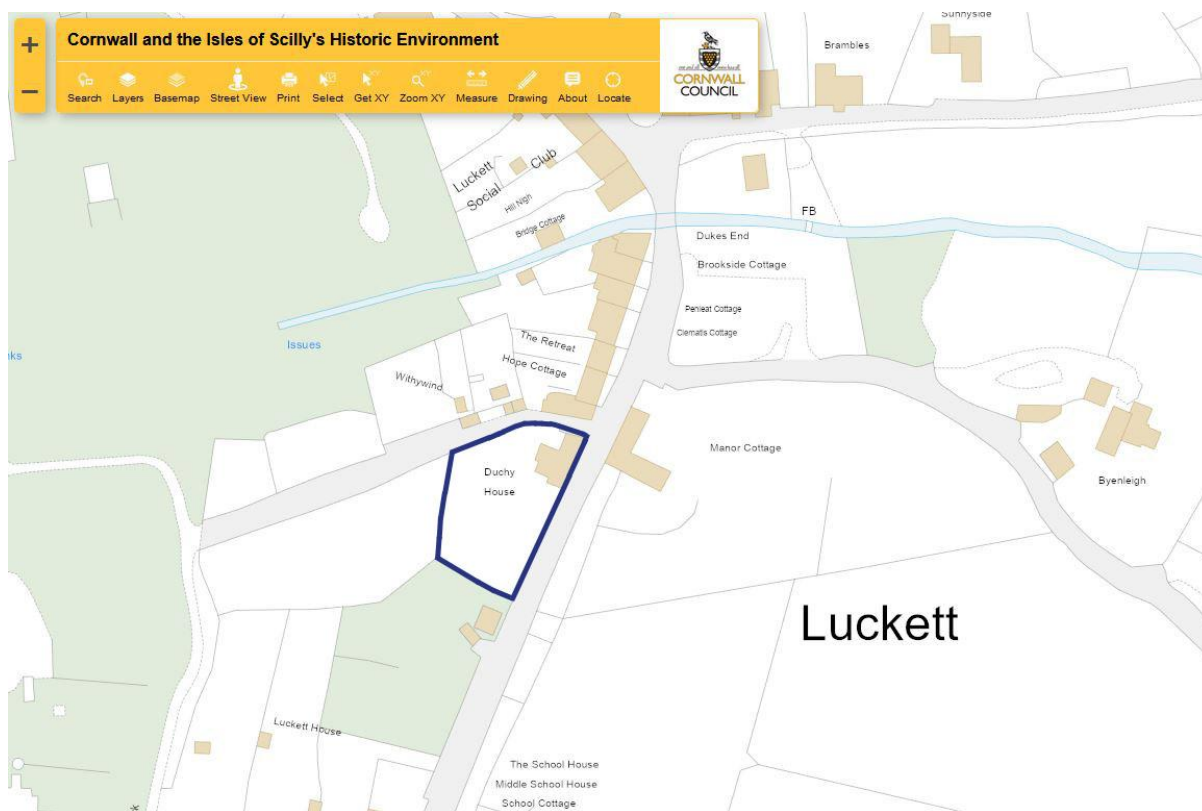 Cornwall and the Isles of Scilly's Historic Environment
+
−
Search
Layers
Basemap
Street View
Print
Select
Get XY
Zoom XY
Measure
Drawing
About
Locate
CORNWALL
COUNCIL
Sunnyside
Brambles
Luckett
Social
Club
Hill Nigh
Bridge Cottage
FB
Dukes End
Brookside Cottage
Penleat Cottage
Clematis Cottage
Issues
The Retreat
Hope Cottage
Withywind
Duchy
House
Manor Cottage
Byenleigh
Luckett
Luckett House
The School House
Middle School House
School Cottage